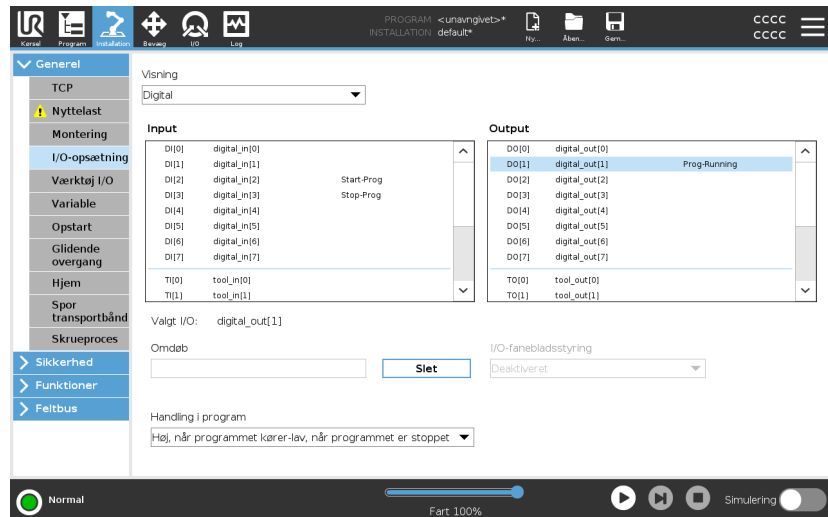 UR
Kørsel Program Installation Bevæg I/O Log
PROGRAM <unavngivet>*
INSTALLATION default*
Ny... Åben... Gem...
cccc
cccc
Generel
TCP
Nyttelast
Montering
I/O-opsætning
Værktøj I/O
Variable
Opstart
Glidende
overgang
Hjem
Spor
transportbånd
Skrueproces
Sikkerhed
Funktioner
Feltbus
Visning
Digital
Input
DI[0] digital_in[0]
DI[1] digital_in[1]
DI[2] digital_in[2] Start-Prog
DI[3] digital_in[3] Stop-Prog
DI[4] digital_in[4]
DI[5] digital_in[5]
DI[6] digital_in[6]
DI[7] digital_in[7]
TI[0] tool_in[0]
TI[1] tool_in[1]
Output
DO[0] digital_out[0]
DO[1] digital_out[1] Prog-Running
DO[2] digital_out[2]
DO[3] digital_out[3]
DO[4] digital_out[4]
DO[5] digital_out[5]
DO[6] digital_out[6]
DO[7] digital_out[7]
TO[0] tool_out[0]
TO[1] tool_out[1]
Valgt I/O: digital_out[1]
Omdøb
Slet
I/O-fanebladsstyring
Deaktiveret
Handling i program
Høj, når programmet kører-lav, når programmet er stoppet
Normal
Fart 100%
Simulering